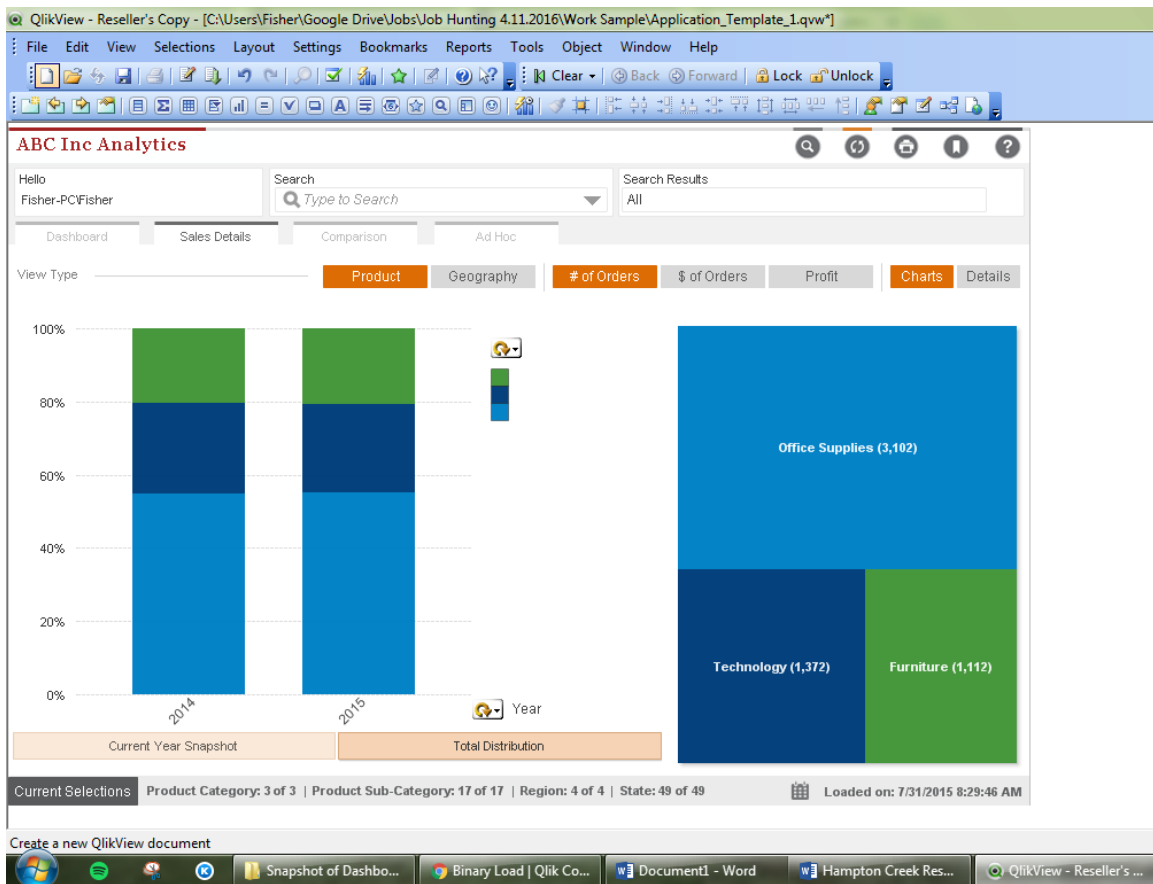 QlikView - Reseller's Copy - [C:\Users\Fisher\Google Drive\Jobs\Job Hunting 4.11.2016\Work Sample\Application_Template_1.qvw*]
File Edit View Selections Layout Settings Bookmarks Reports Tools Object Window Help
Clear Back Forward Lock Unlock
ABC Inc Analytics
Hello Search Search Results
Fisher-PC\Fisher Type to Search All
Dashboard Sales Details Comparison Ad Hoc
View Type Product Geography # of Orders $ of Orders Profit Charts Details
100%
80%
Office Supplies (3,102)
60%
40%
20%
Technology (1,372) Furniture (1,112)
0%
2014 2015 Year
Current Year Snapshot Total Distribution
Current Selections Product Category: 3 of 3 | Product Sub-Category: 17 of 17 | Region: 4 of 4 | State: 49 of 49 Loaded on: 7/31/2015 8:29:46 AM
Create a new QlikView document
Snapshot of Dashbo... Binary Load | Qlik Co... Document1 - Word Hampton Creek Res... QlikView - Reseller's ...